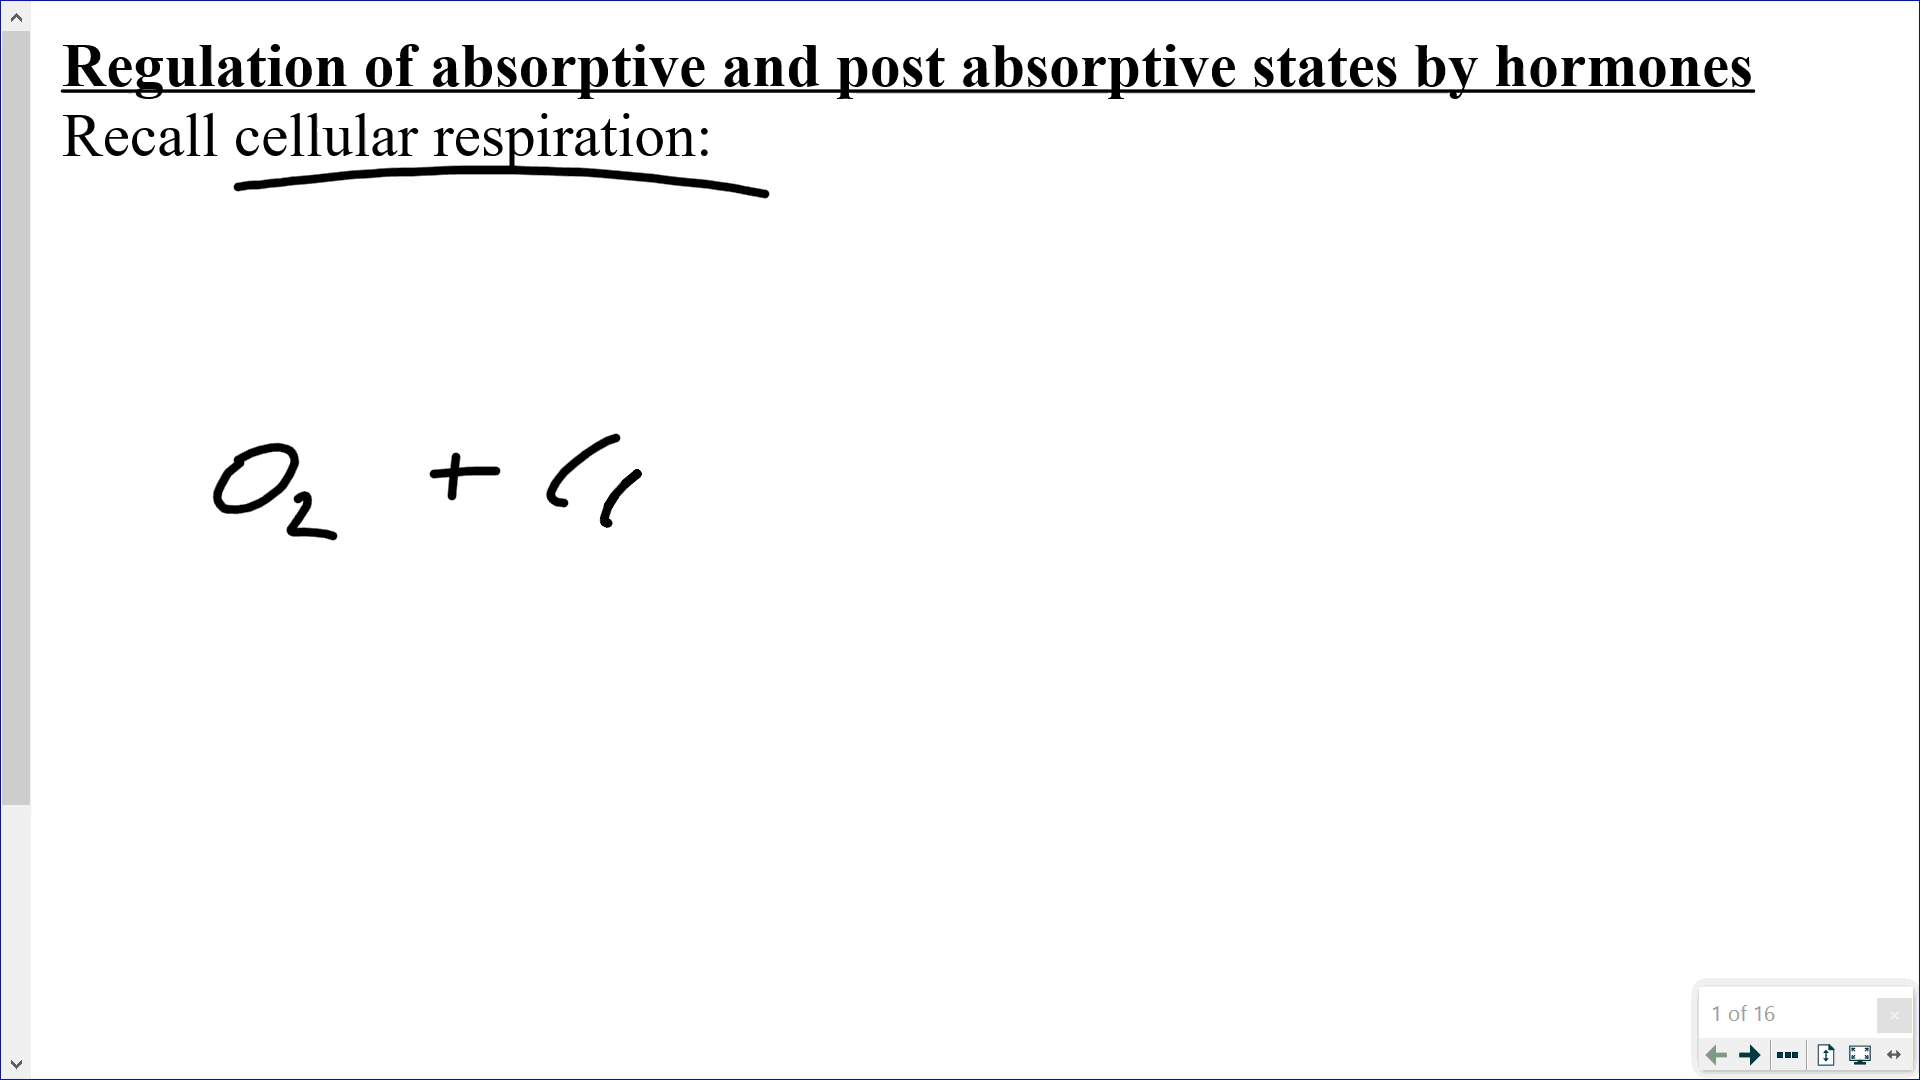 Regulation of absorptive and post absorptive states by hormones
Recall cellular respiration:
O₂ + C
1 of 16